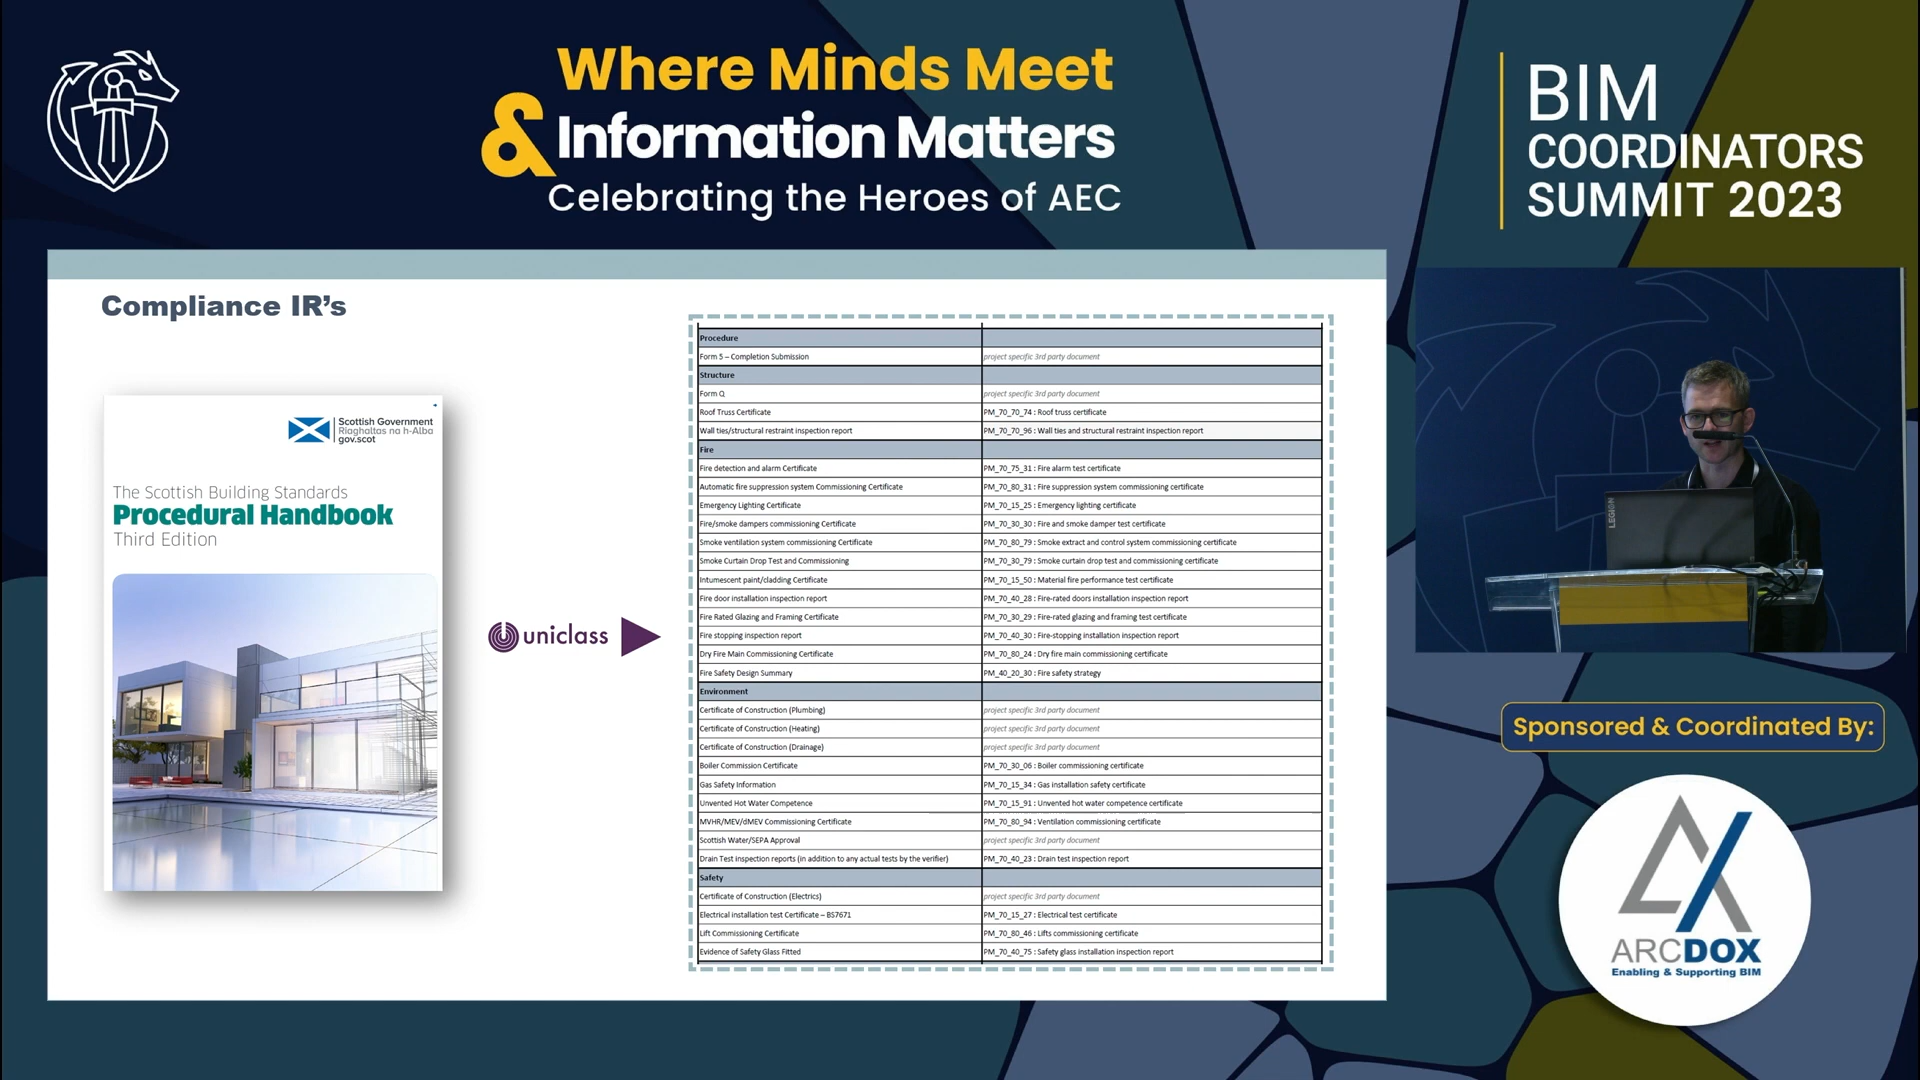 Where Minds Meet
& Information Matters
Celebrating the Heroes of AEC
BIM
COORDINATORS
SUMMIT 2023
Compliance IR's
Scottish Government
Riaghaltas na h-Alba
gov.scot
The Scottish Building Standards
Procedural Handbook
Third Edition
uniclass
Procedure
Form 5 – Completion Submission project specific 3rd party document
Structure
Form Q project specific 3rd party document
Roof Truss Certificate PM_70_70_74 : Roof truss certificate
Wall ties/structural restraint inspection report PM_70_70_96 : Wall ties and structural restraint inspection report
Fire
Fire detection and alarm Certificate PM_70_75_31 : Fire alarm test certificate
Automatic fire suppression system Commissioning Certificate PM_70_80_31 : Fire suppression system commissioning certificate
Emergency Lighting Certificate PM_70_15_25 : Emergency lighting certificate
Fire/smoke dampers commissioning Certificate PM_70_30_30 : Fire and smoke damper test certificate
Smoke ventilation system commissioning Certificate PM_70_80_79 : Smoke extract and control system commissioning certificate
Smoke Curtain Drop Test and Commissioning PM_70_30_79 : Smoke curtain drop test and commissioning certificate
Intumescent paint/cladding Certificate PM_70_15_50 : Material fire performance test certificate
Fire door installation inspection report PM_70_40_28 : Fire-rated doors installation inspection report
Fire Rated Glazing and Framing Certificate PM_70_30_29 : Fire-rated glazing and framing test certificate
Fire stopping inspection report PM_70_40_30 : Fire-stopping installation inspection report
Dry Fire Main Commissioning Certificate PM_70_80_24 : Dry fire main commissioning certificate
Fire Safety Design Summary PM_40_20_30 : Fire safety strategy
Environment
Certificate of Construction (Plumbing) project specific 3rd party document
Certificate of Construction (Heating) project specific 3rd party document
Certificate of Construction (Drainage) project specific 3rd party document
Boiler Commission Certificate PM_70_30_06 : Boiler commissioning certificate
Gas Safety Information PM_70_15_34 : Gas installation safety certificate
Unvented Hot Water Competence PM_70_15_91 : Unvented hot water competence certificate
MVHR/MEV/dMEV Commissioning Certificate PM_70_80_94 : Ventilation commissioning certificate
Scottish Water/SEPA Approval project specific 3rd party document
Drain Test inspection reports (in addition to any actual tests by the verifier) PM_70_40_23 : Drain test inspection report
Safety
Certificate of Construction (Electrics) project specific 3rd party document
Electrical installation test Certificate – BS7671 PM_70_15_27 : Electrical test certificate
Lift Commissioning Certificate PM_70_80_46 : Lifts commissioning certificate
Evidence of Safety Glass Fitted PM_70_40_75 : Safety glass installation inspection report
LEGION
Sponsored & Coordinated By:
ARCDOX
Enabling & Supporting BIM